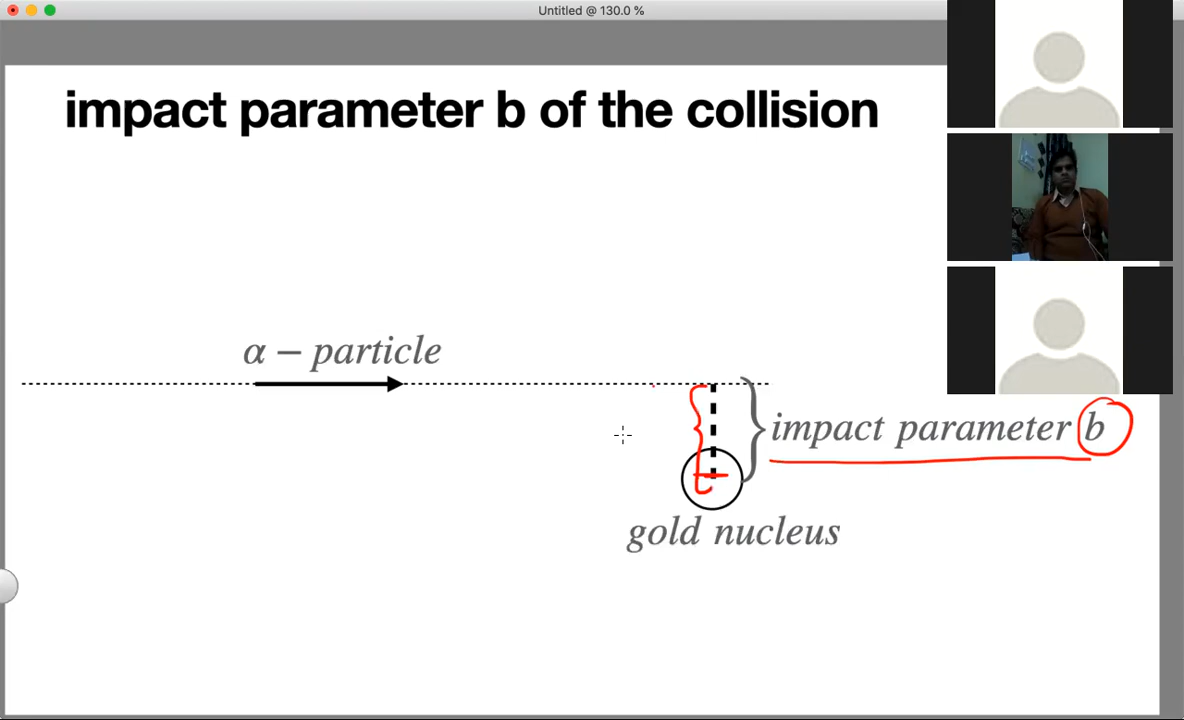 Untitled @ 130.0 %
impact parameter b of the collision
α – particle
impact parameter b
gold nucleus